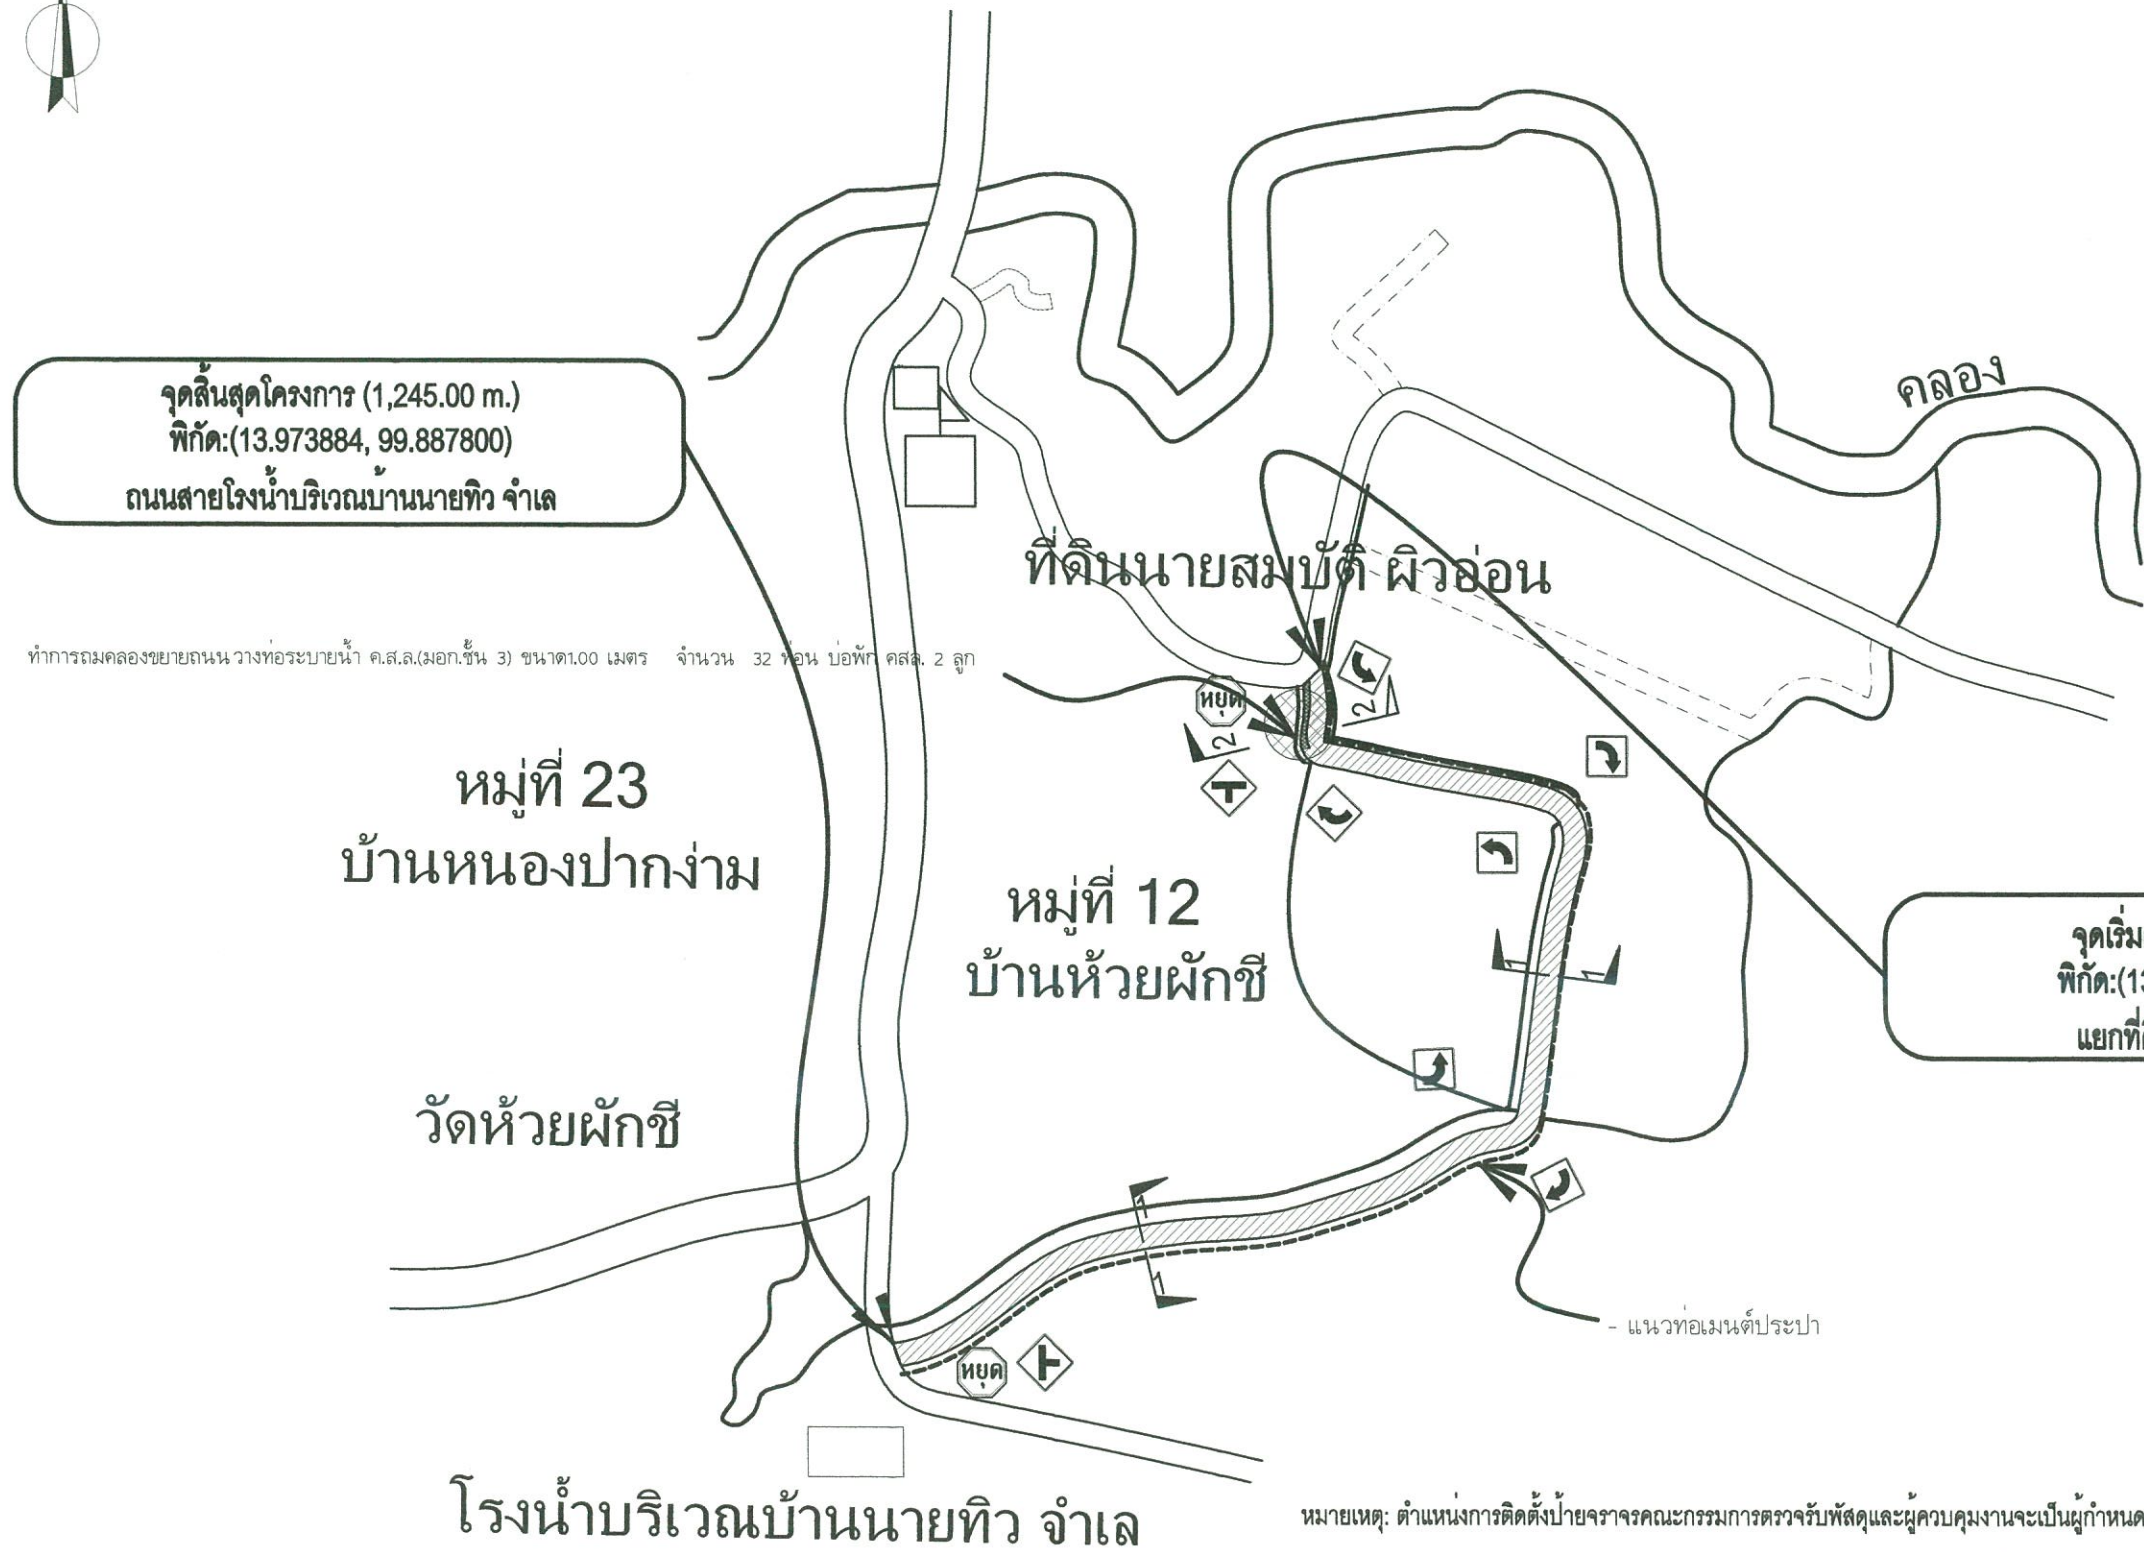 คลอง
จุดสิ้นสุดโครงการ (1,245.00 m.)
พิกัด:(13.973884, 99.887800)
ถนนสายโรงน้ำบริเวณบ้านนายทิว จำเล
ที่ดินนายสมบัติ ผิวอ่อน
ทำการถมคลองขยายถนน วางท่อระบายน้ำ ค.ส.ล.(มอก.ชั้น 3) ขนาด1.00 เมตร จำนวน 32 ท่อน บ่อพัก คสล. 2 ลูก
หยุด
2
2
หมู่ที่ 23
บ้านหนองปากง่าม
หมู่ที่ 12
บ้านห้วยผักชี
จุดเริ่ม
พิกัด:(13
แยกที่
1
1
วัดห้วยผักชี
1
1
- แนวท่อเมนต์ประปา
หยุด
โรงน้ำบริเวณบ้านนายทิว จำเล
หมายเหตุ: ตำแหน่งการติดตั้งป้ายจราจรคณะกรรมการตรวจรับพัสดุและผู้ควบคุมงานจะเป็นผู้กำหนด